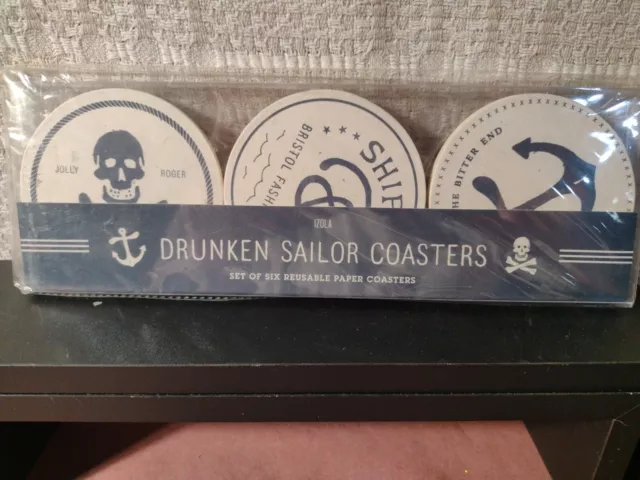 JOLLY ROGER
BRISTOL FASHI
SHIP
THE BITTER END
IZOLA
DRUNKEN SAILOR COASTERS
SET OF SIX REUSABLE PAPER COASTERS